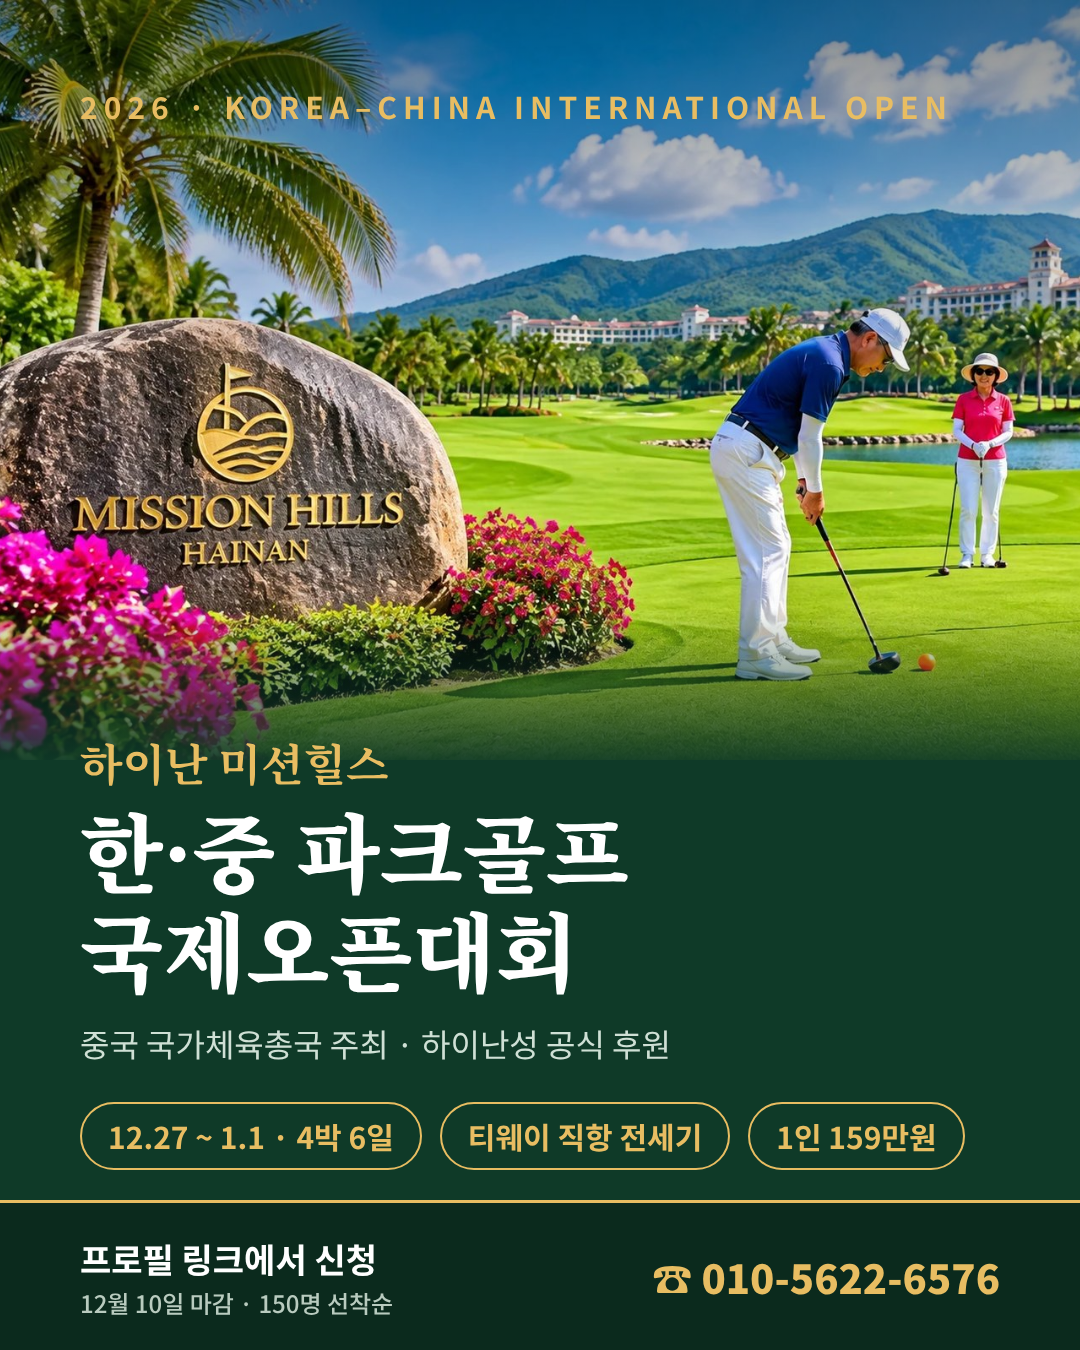 2026 · KOREA–CHINA INTERNATIONAL OPEN
MISSION HILLS
HAINAN
하이난 미션힐스
한·중 파크골프
국제오픈대회
중국 국가체육총국 주최 · 하이난성 공식 후원
12.27 ~ 1.1 · 4박 6일
티웨이 직항 전세기
1인 159만원
프로필 링크에서 신청
12월 10일 마감 · 150명 선착순
☎ 010-5622-6576